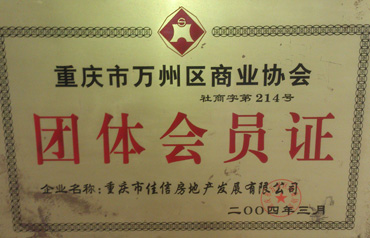 重庆市万州区商业协会
社商字第214号
团体会员证
企业名称:重庆市佳信房地产发展有限公司
二00四年三月